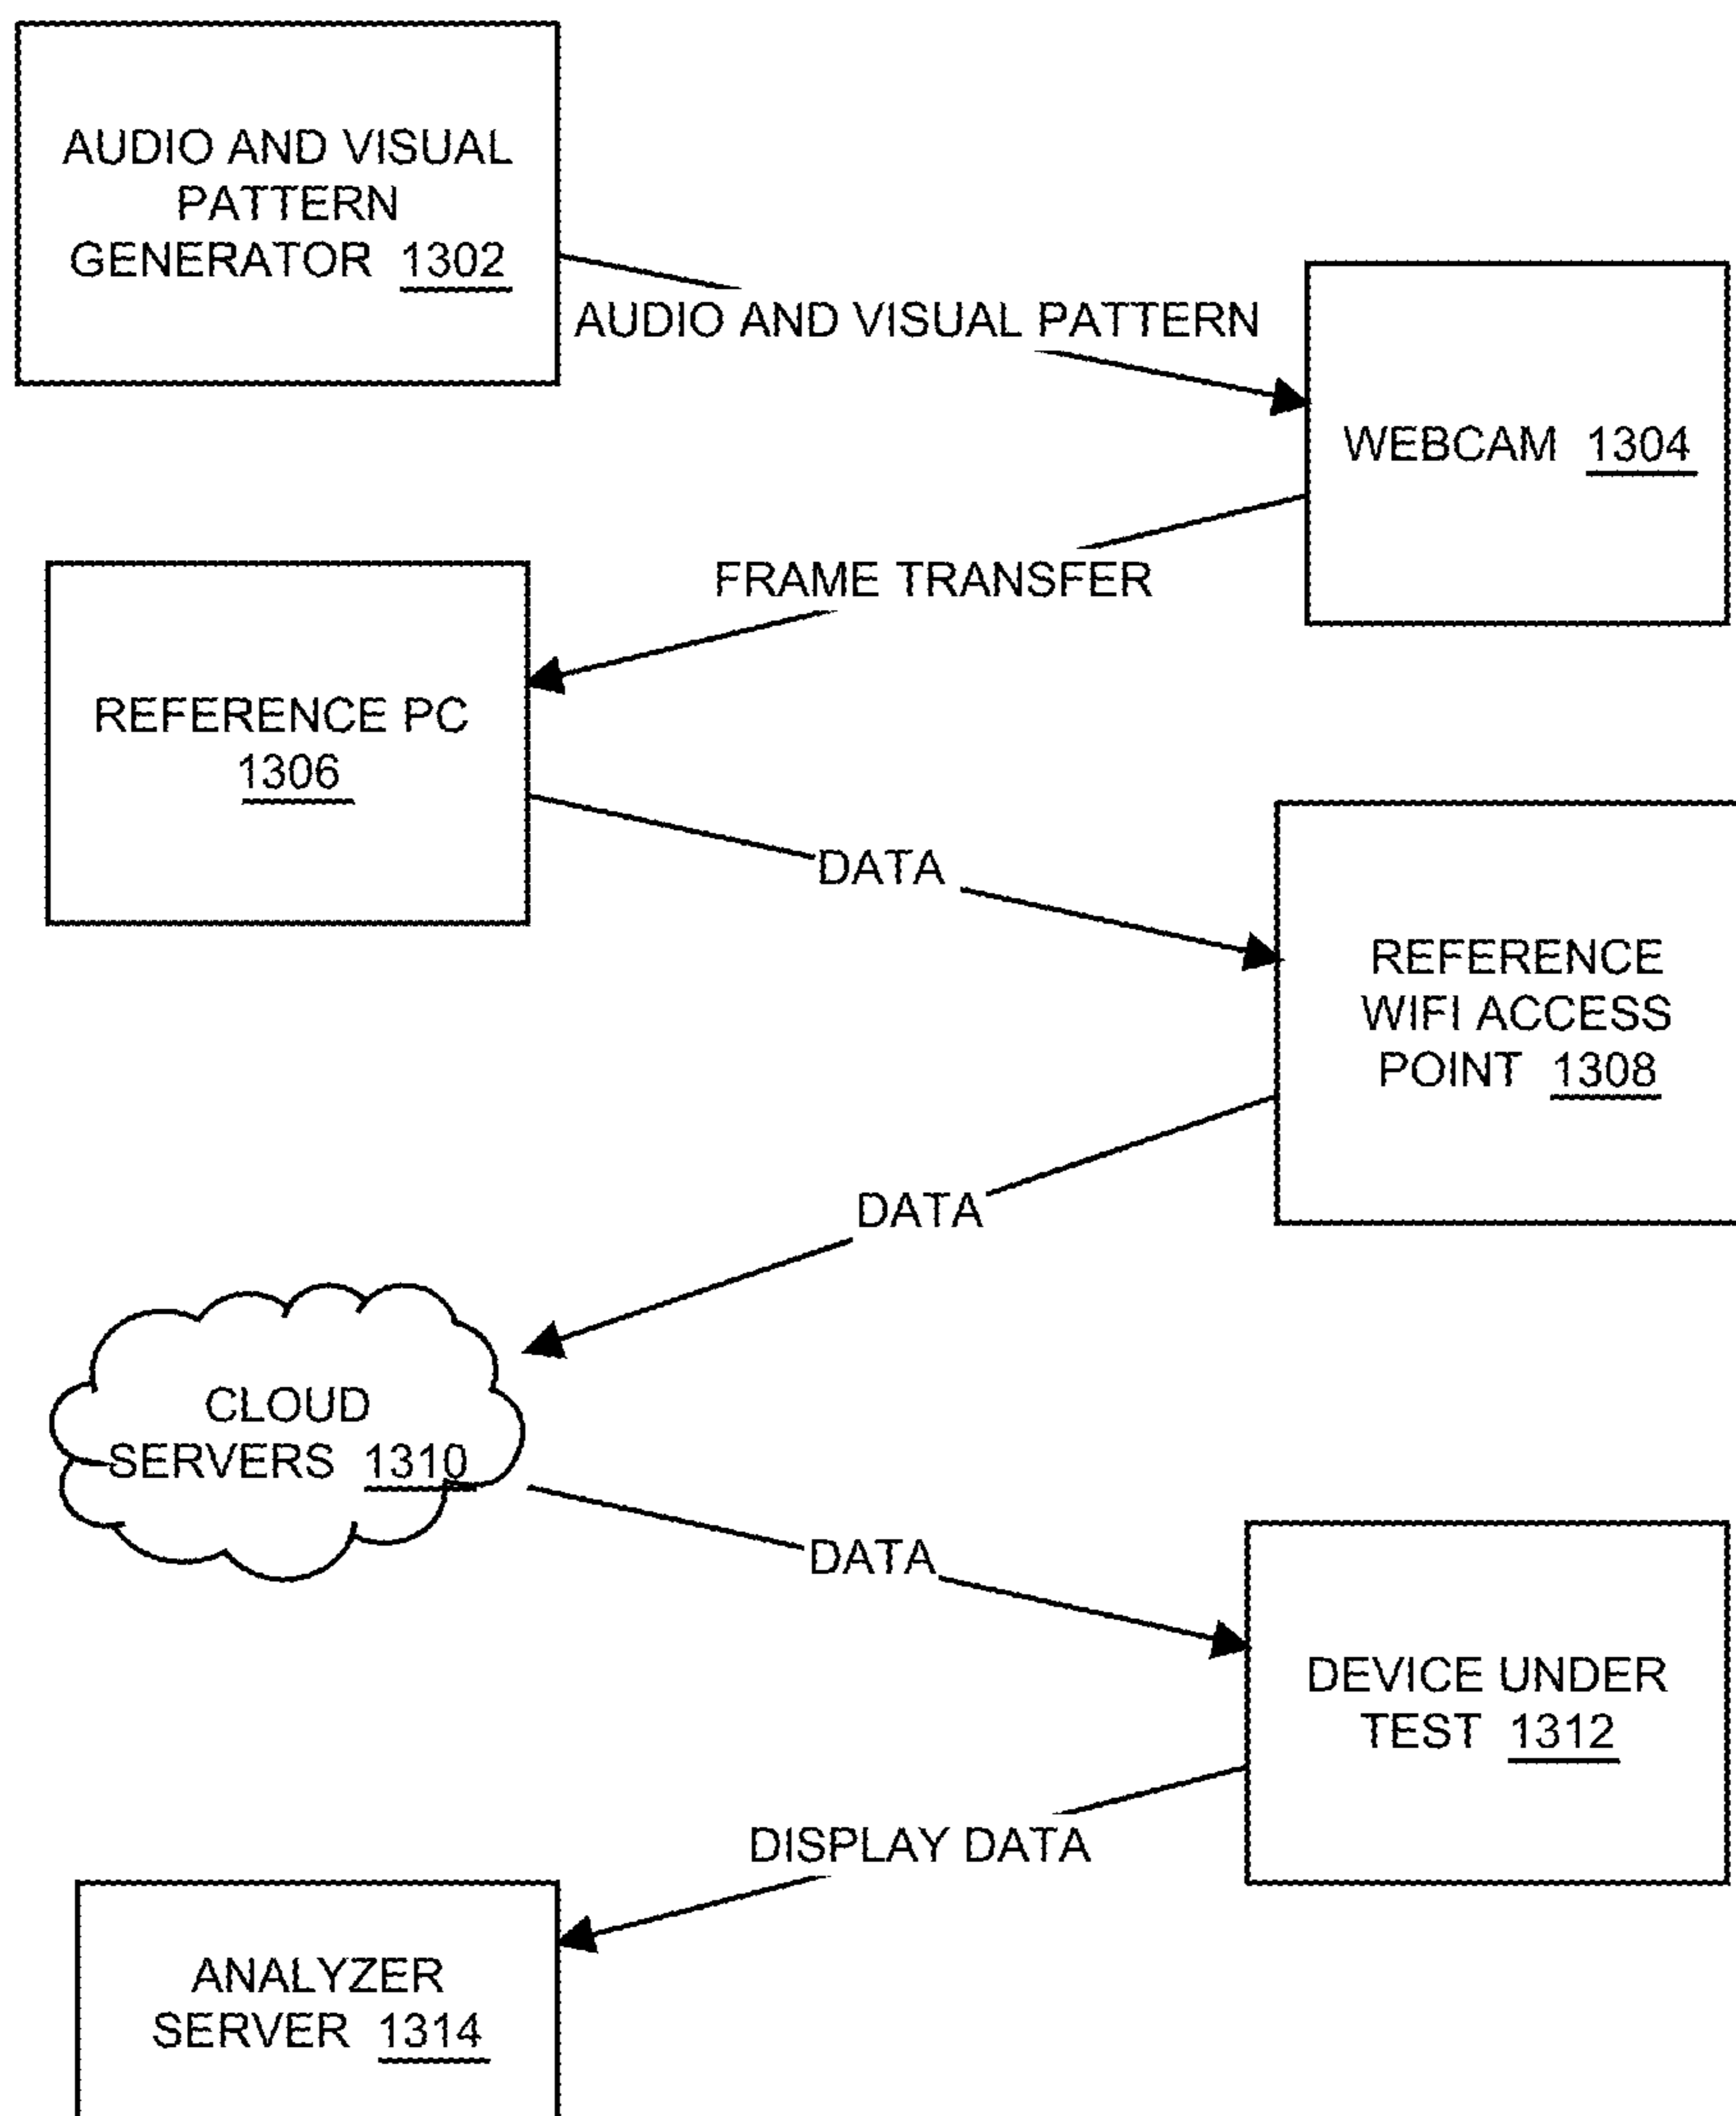 AUDIO AND VISUAL
PATTERN
GENERATOR 1302
AUDIO AND VISUAL PATTERN
WEBCAM 1304
FRAME TRANSFER
REFERENCE PC
1306
DATA
REFERENCE
WIFI ACCESS
POINT 1308
DATA
CLOUD
SERVERS 1310
DATA
DEVICE UNDER
TEST 1312
DISPLAY DATA
ANALYZER
SERVER 1314